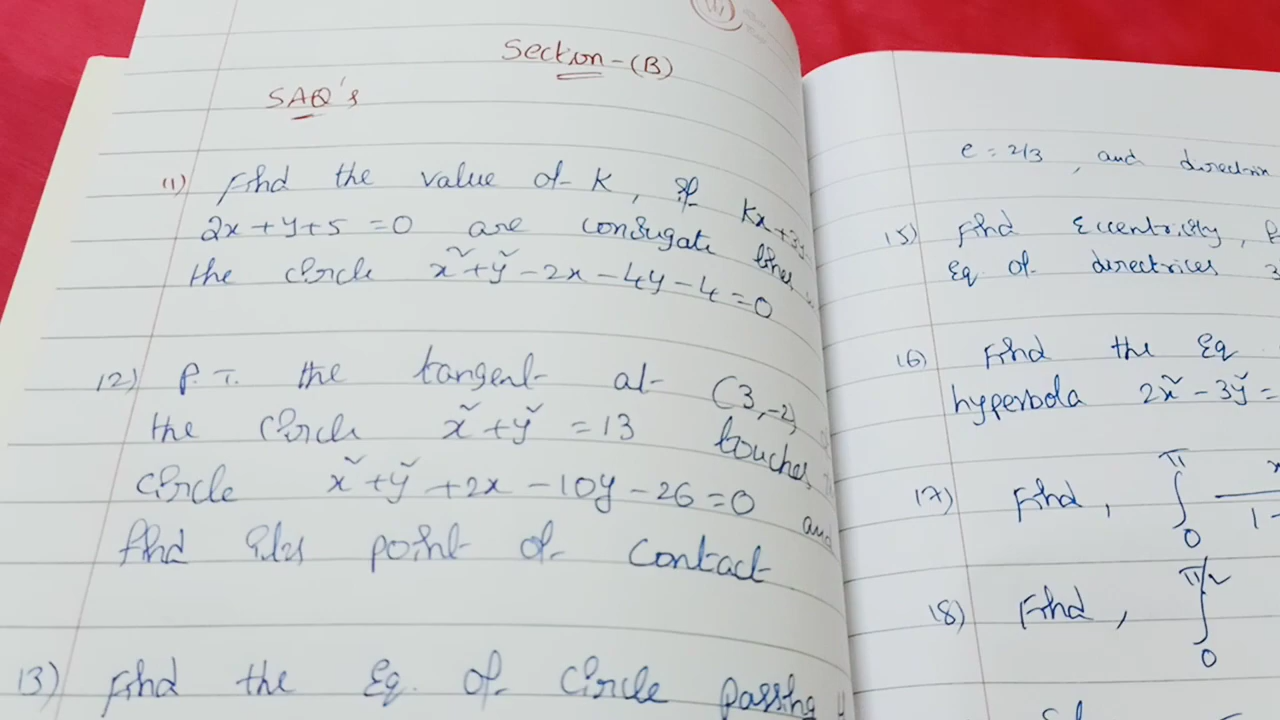 Section - (B)
SAQ's
11) Find the value of K, if Kx+3y
2x+y+5=0 are conjugate lines
the circle x²+y²-2x-4y-4=0
12) P.T. the tangent at (3,-2)
the circle x²+y²=13 touches
circle x²+y²+2x-10y-26=0 and
find its point of contact
13) Find the Eq. of circle passing
e = 2/3, and direction
15) Find Eccentricity,
Eq of directrices 3
16) Find the Eq
hyperbola 2x²-3y²=
17) Find, ∫₀^π x/1-
18) Find, ∫₀^π/2